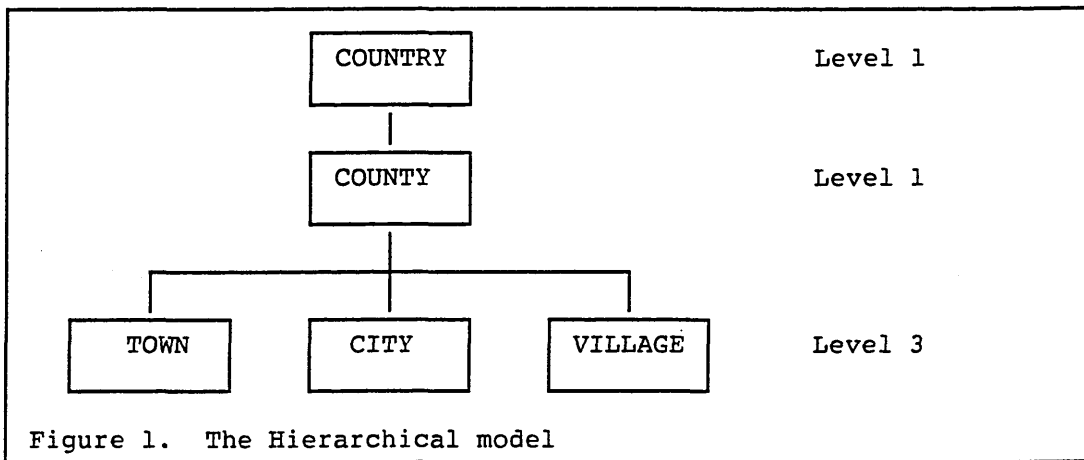 COUNTRY Level 1
COUNTY Level 1
TOWN CITY VILLAGE Level 3
Figure 1. The Hierarchical model